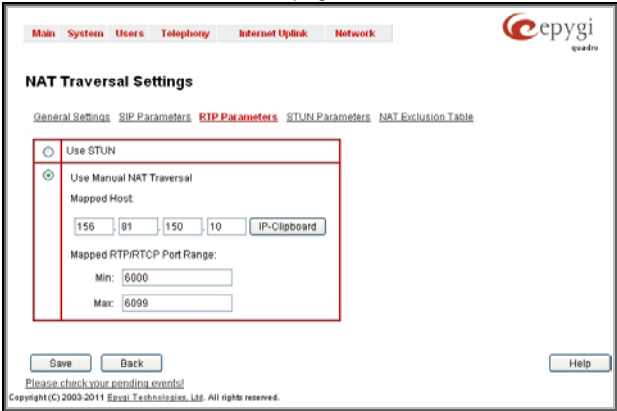 Main System Users Telephony Internet Uplink Network
epygi
quadro
NAT Traversal Settings
General Settings SIP Parameters RTP Parameters STUN Parameters NAT Exclusion Table
Use STUN
Use Manual NAT Traversal
Mapped Host:
156 . 81 . 150 . 10 IP-Clipboard
Mapped RTP/RTCP Port Range:
Min: 6000
Max: 6099
Save Back Help
Please check your pending events!
Copyright (C) 2003-2011 Epygi Technologies, Ltd. All rights reserved.